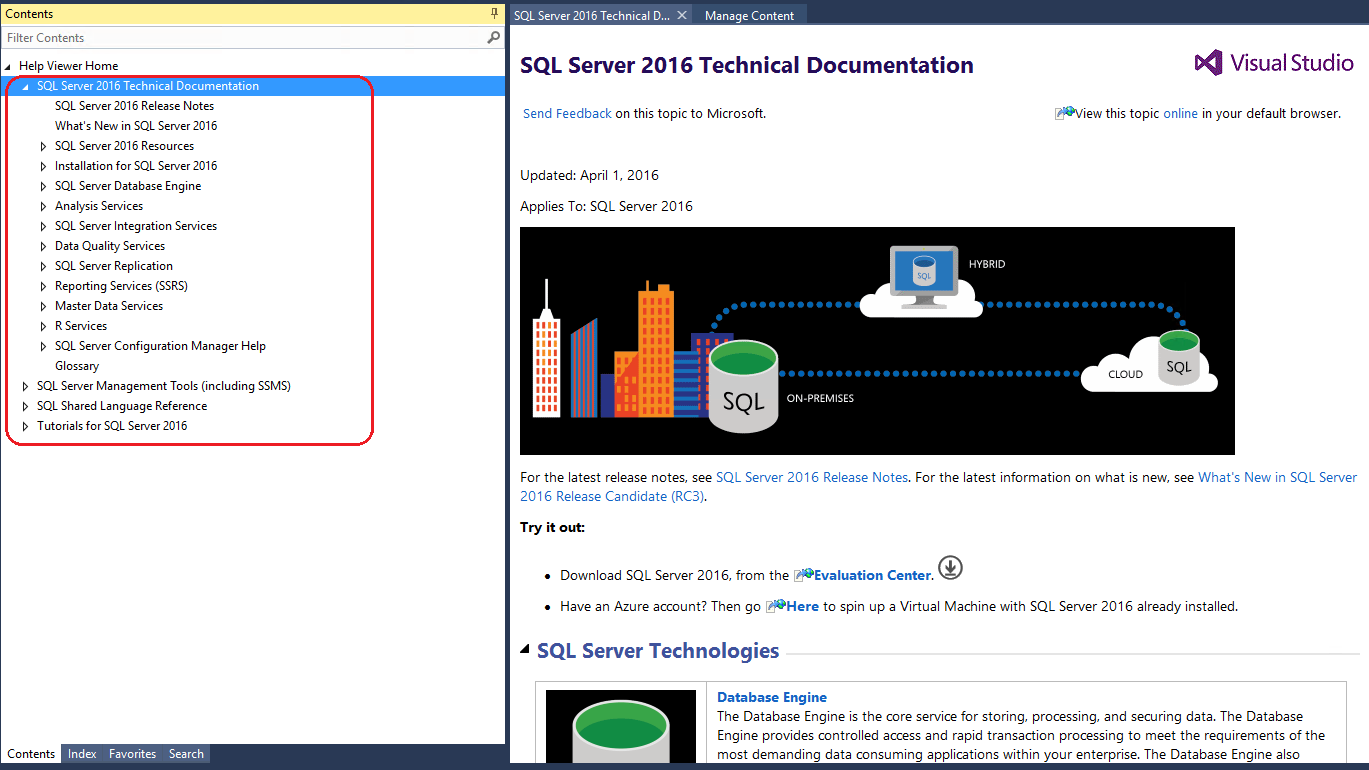 Contents
Filter Contents
Help Viewer Home
SQL Server 2016 Technical Documentation
SQL Server 2016 Release Notes
What's New in SQL Server 2016
SQL Server 2016 Resources
Installation for SQL Server 2016
SQL Server Database Engine
Analysis Services
SQL Server Integration Services
Data Quality Services
SQL Server Replication
Reporting Services (SSRS)
Master Data Services
R Services
SQL Server Configuration Manager Help
Glossary
SQL Server Management Tools (including SSMS)
SQL Shared Language Reference
Tutorials for SQL Server 2016
Contents Index Favorites Search
SQL Server 2016 Technical D... Manage Content
SQL Server 2016 Technical Documentation
Visual Studio
Send Feedback on this topic to Microsoft.
View this topic online in your default browser.
Updated: April 1, 2016
Applies To: SQL Server 2016
SQL
HYBRID
CLOUD
SQL
SQL
ON-PREMISES
For the latest release notes, see SQL Server 2016 Release Notes. For the latest information on what is new, see What's New in SQL Server
2016 Release Candidate (RC3).
Try it out:
Download SQL Server 2016, from the Evaluation Center.
Have an Azure account? Then go Here to spin up a Virtual Machine with SQL Server 2016 already installed.
SQL Server Technologies
Database Engine
The Database Engine is the core service for storing, processing, and securing data. The Database
Engine provides controlled access and rapid transaction processing to meet the requirements of the
most demanding data consuming applications within your enterprise. The Database Engine also